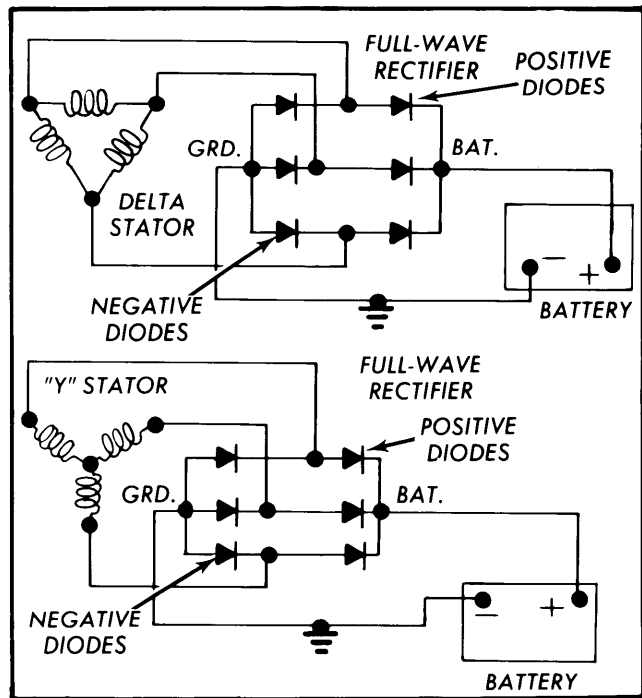 FULL-WAVE
RECTIFIER
POSITIVE
DIODES
GRD.
BAT.
DELTA
STATOR
NEGATIVE
DIODES
− +
BATTERY
"Y" STATOR
FULL-WAVE
RECTIFIER
POSITIVE
DIODES
GRD.
BAT.
NEGATIVE
DIODES
− +
BATTERY